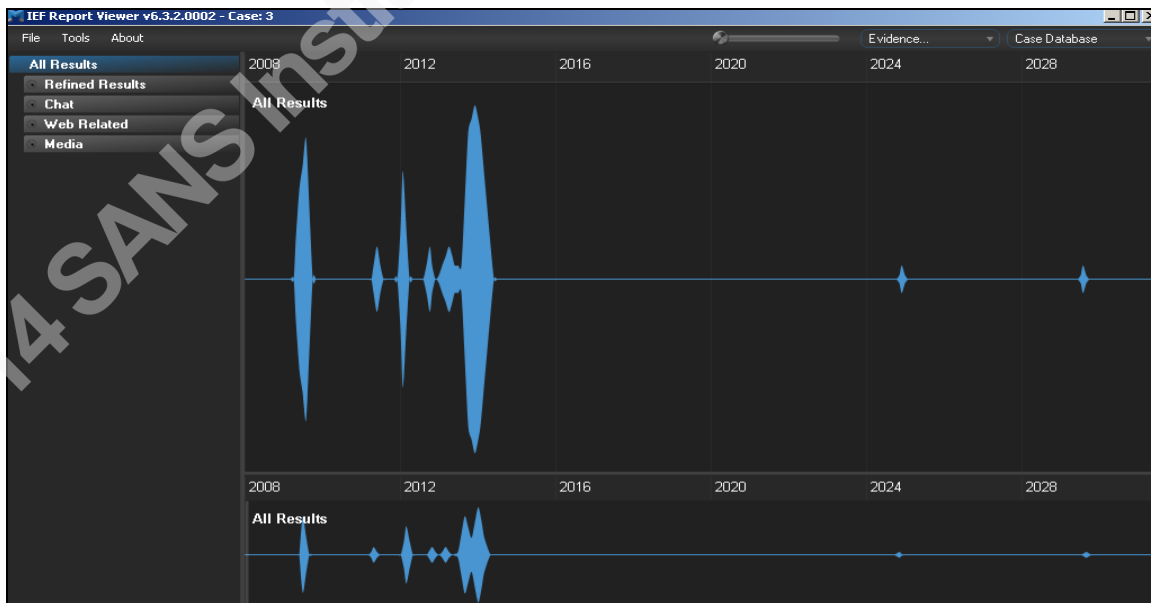 IEF Report Viewer v6.3.2.0002 - Case: 3
File Tools About Evidence... Case Database
All Results
Refined Results
Chat
Web Related
Media
2008 2012 2016 2020 2024 2028
All Results
2008 2012 2016 2020 2024 2028
All Results
14 SANS Insti